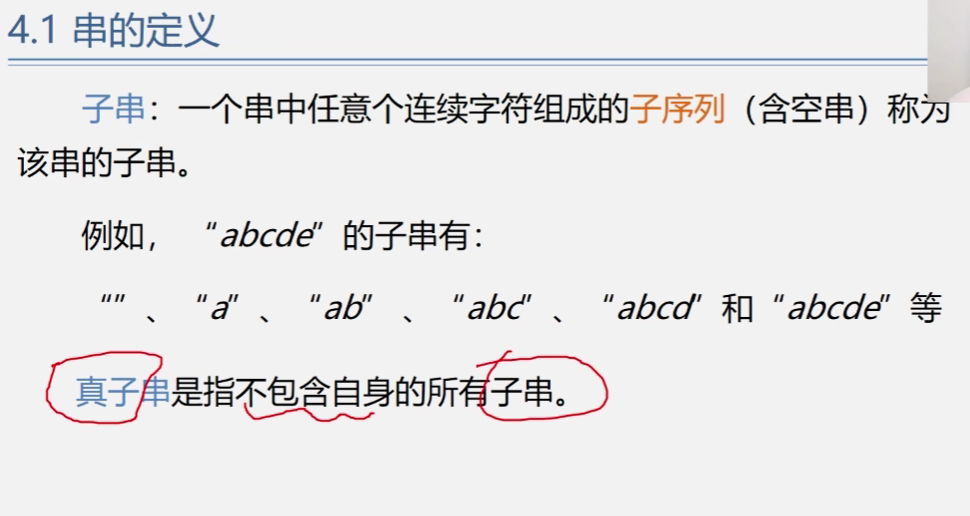 4.1 串的定义
子串：一个串中任意个连续字符组成的子序列（含空串）称为
该串的子串。
例如， “abcde” 的子串有：
“” 、 “a” 、 “ab” 、 “abc” 、 “abcd” 和 “abcde” 等
真子串是指不包含自身的所有子串。